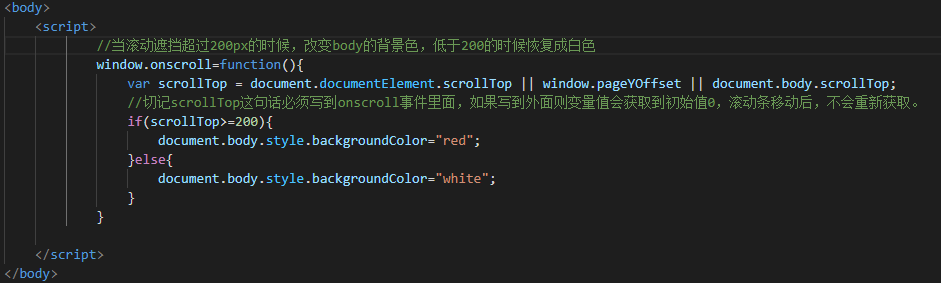 <body>
<script>
//当滚动遮挡超过200px的时候，改变body的背景色，低于200的时候恢复成白色
window.onscroll=function(){
var scrollTop = document.documentElement.scrollTop || window.pageYOffset || document.body.scrollTop;
//切记scrollTop这句话必须写到onscroll事件里面，如果写到外面则变量值会获取到初始值0，滚动条移动后，不会重新获取。
if(scrollTop>=200){
document.body.style.backgroundColor="red";
}else{
document.body.style.backgroundColor="white";
}
}
</script>
</body>